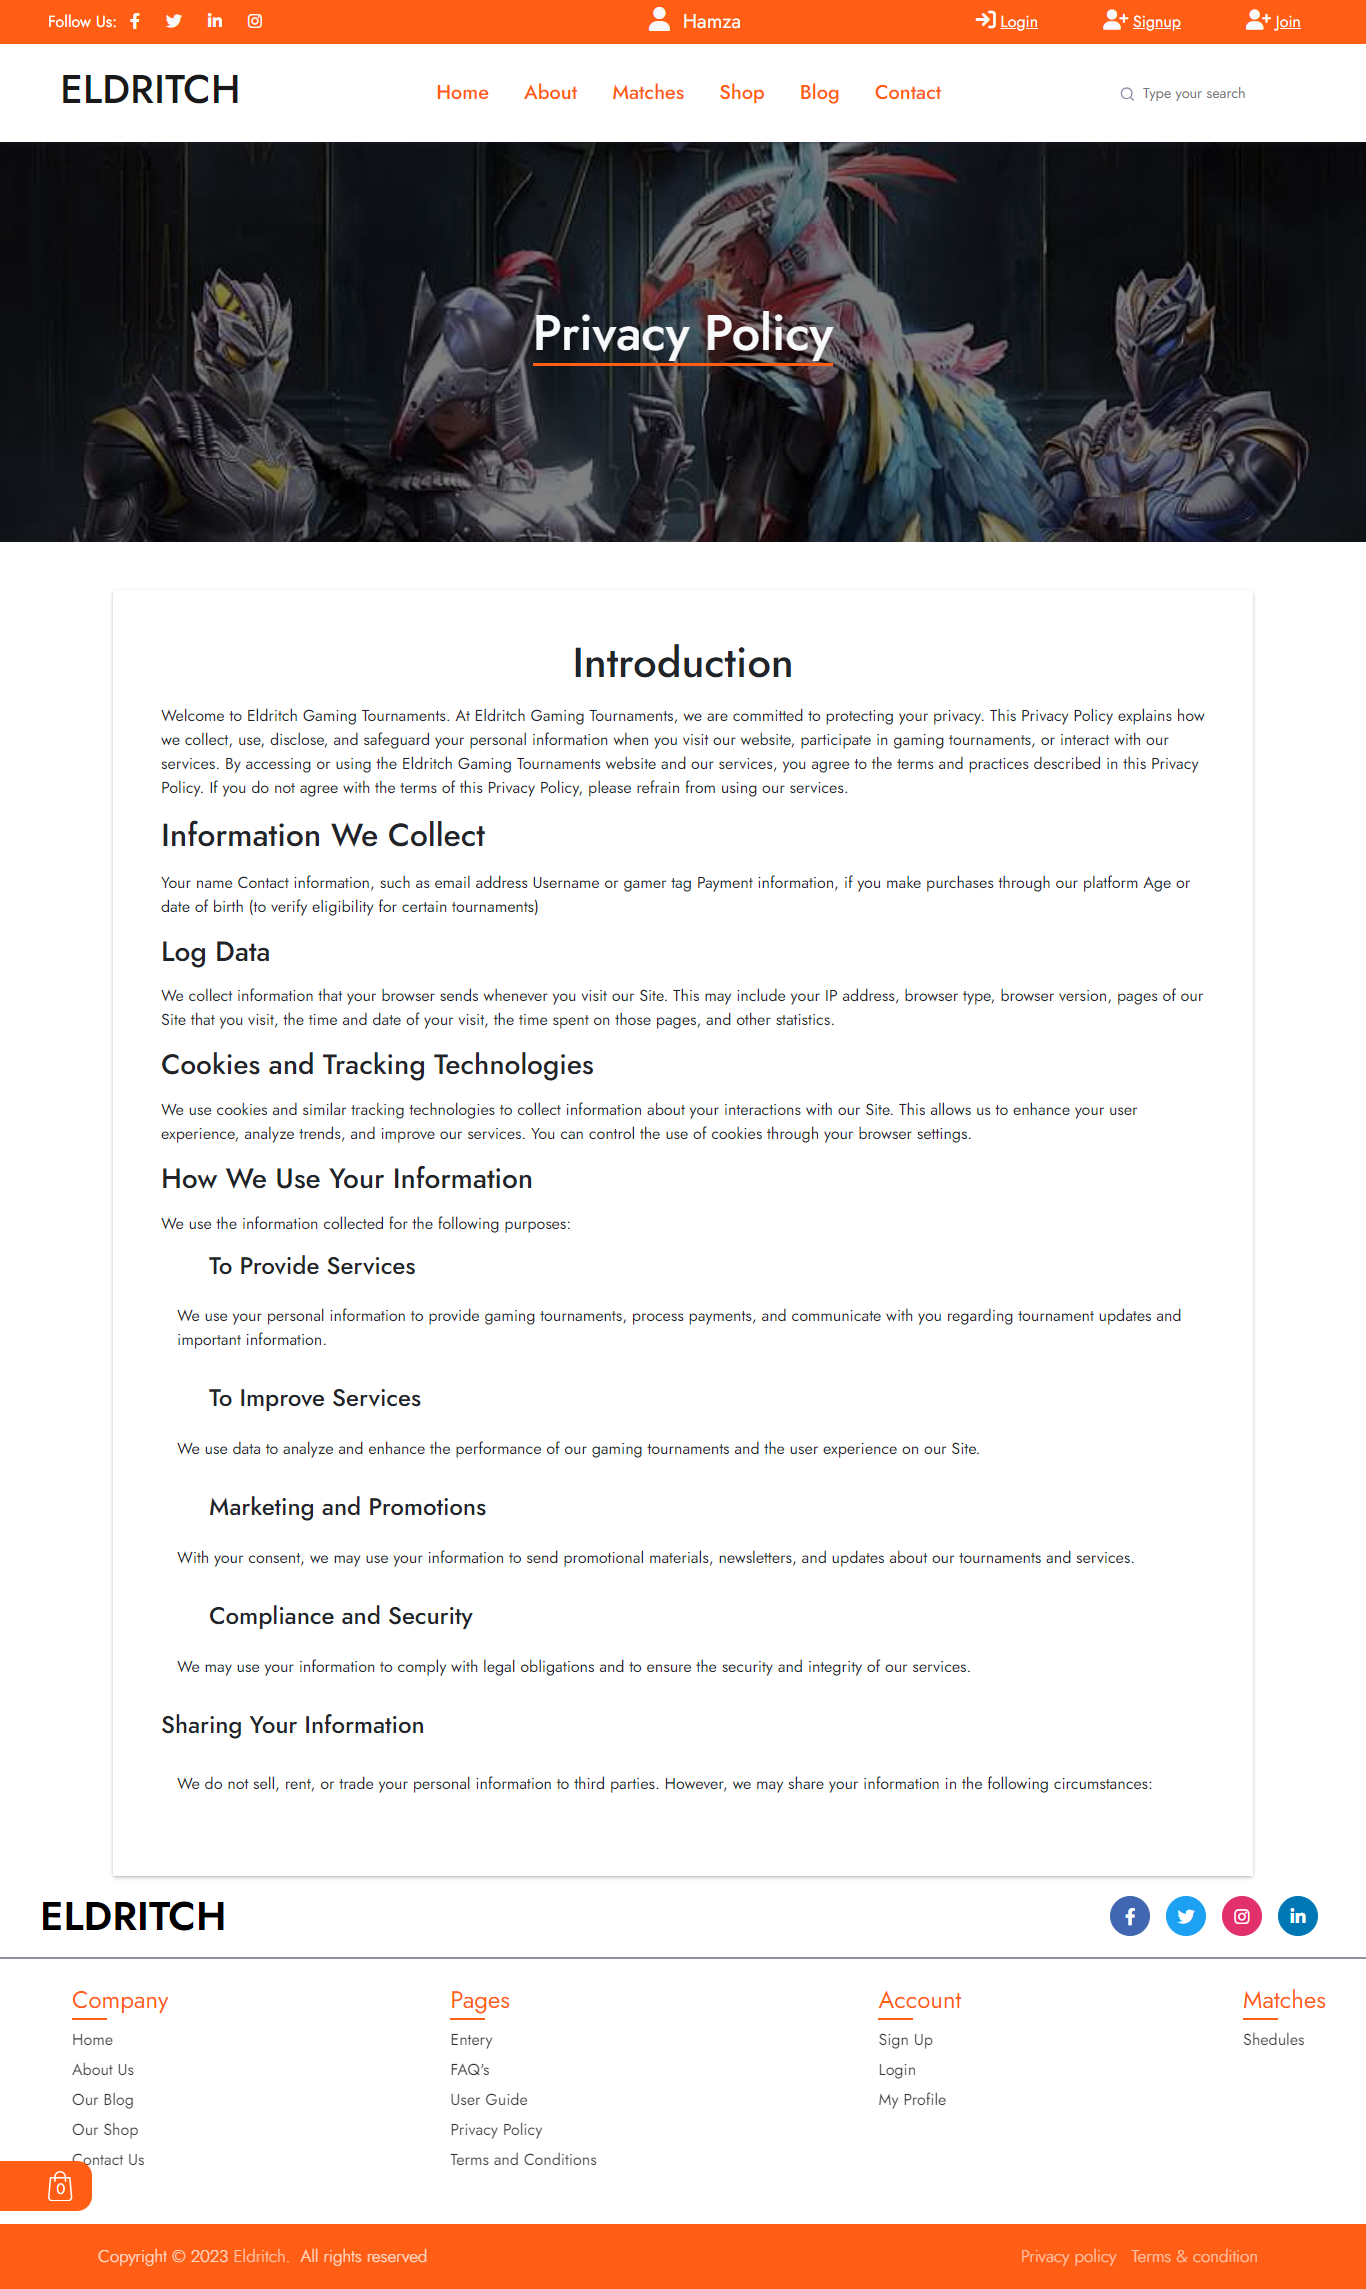 Follow Us:
Hamza
Login
Signup
Join
ELDRITCH
Home
About
Matches
Shop
Blog
Contact
Type your search
Privacy Policy
Introduction
Welcome to Eldritch Gaming Tournaments. At Eldritch Gaming Tournaments, we are committed to protecting your privacy. This Privacy Policy explains how
we collect, use, disclose, and safeguard your personal information when you visit our website, participate in gaming tournaments, or interact with our
services. By accessing or using the Eldritch Gaming Tournaments website and our services, you agree to the terms and practices described in this Privacy
Policy. If you do not agree with the terms of this Privacy Policy, please refrain from using our services.
Information We Collect
Your name Contact information, such as email address Username or gamer tag Payment information, if you make purchases through our platform Age or
date of birth (to verify eligibility for certain tournaments)
Log Data
We collect information that your browser sends whenever you visit our Site. This may include your IP address, browser type, browser version, pages of our
Site that you visit, the time and date of your visit, the time spent on those pages, and other statistics.
Cookies and Tracking Technologies
We use cookies and similar tracking technologies to collect information about your interactions with our Site. This allows us to enhance your user
experience, analyze trends, and improve our services. You can control the use of cookies through your browser settings.
How We Use Your Information
We use the information collected for the following purposes:
To Provide Services
We use your personal information to provide gaming tournaments, process payments, and communicate with you regarding tournament updates and
important information.
To Improve Services
We use data to analyze and enhance the performance of our gaming tournaments and the user experience on our Site.
Marketing and Promotions
With your consent, we may use your information to send promotional materials, newsletters, and updates about our tournaments and services.
Compliance and Security
We may use your information to comply with legal obligations and to ensure the security and integrity of our services.
Sharing Your Information
We do not sell, rent, or trade your personal information to third parties. However, we may share your information in the following circumstances:
ELDRITCH
Company
Home
About Us
Our Blog
Our Shop
Contact Us
Pages
Entery
FAQ's
User Guide
Privacy Policy
Terms and Conditions
Account
Sign Up
Login
My Profile
Matches
Shedules
0
Copyright © 2023 Eldritch. All rights reserved
Privacy policy
Terms & condition